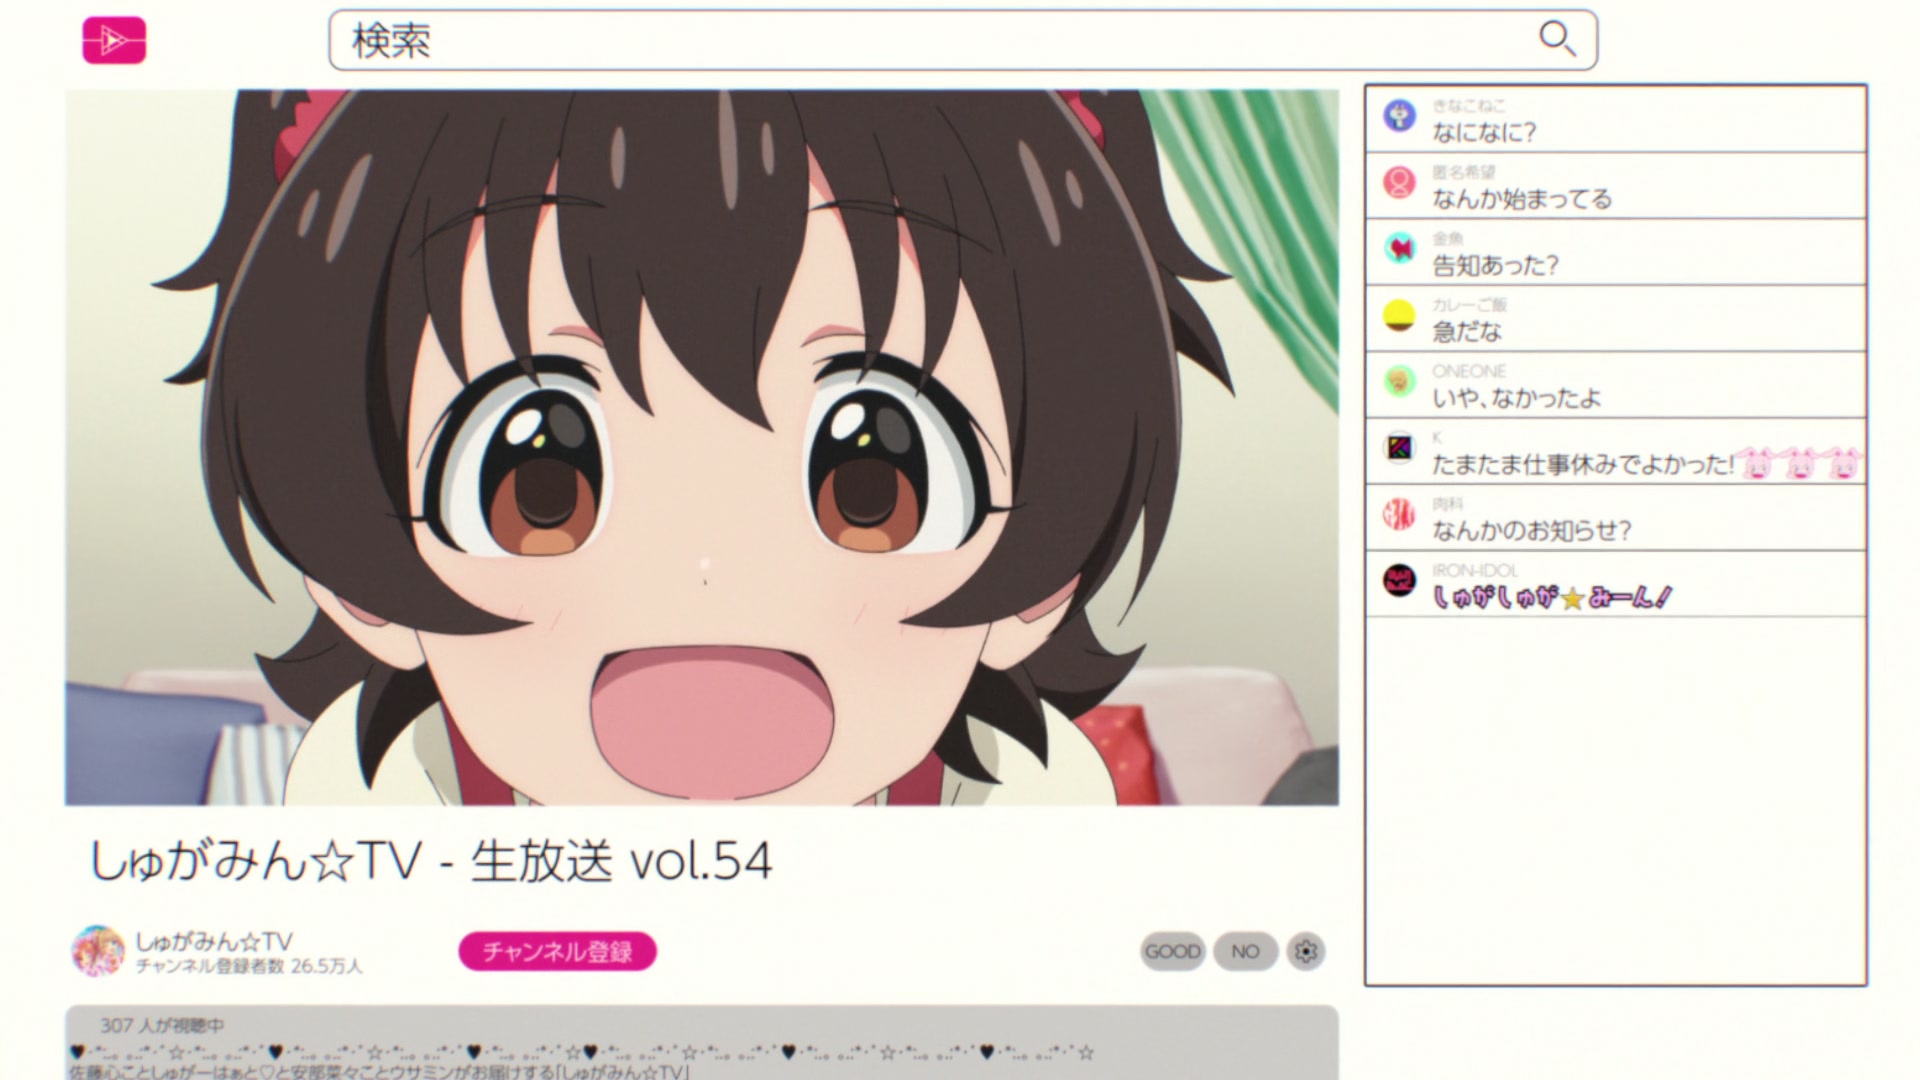 検索
しゅがみん☆TV - 生放送 vol.54
しゅがみん☆TV
チャンネル登録者数 26.5万人
チャンネル登録
GOOD
NO
307 人が視聴中
♥･*:.｡ ｡.:*･ﾟ☆･*:.｡ ｡.:*･ﾟ♥･*:.｡ ｡.:*･ﾟ☆･*:.｡ ｡.:*･ﾟ♥･*:.｡ ｡.:*･ﾟ☆♥･*:.｡ ｡.:*･ﾟ☆･*:.｡ ｡.:*･ﾟ♥･*:.｡ ｡.:*･ﾟ☆･*:.｡ ｡.:*･ﾟ♥･*:.｡ ｡.:*･ﾟ☆
佐藤心ことしゅがーはぁと♡と安部菜々ことウサミンがお届けする「しゅがみん☆TV」
きなこねこ
なになに?
匿名希望
なんか始まってる
金魚
告知あった?
カレーご飯
急だな
ONEONE
いや、なかったよ
K
たまたま仕事休みでよかった!
肉科
なんかのお知らせ?
IRON-IDOL
しゅがしゅが⭐みーん!